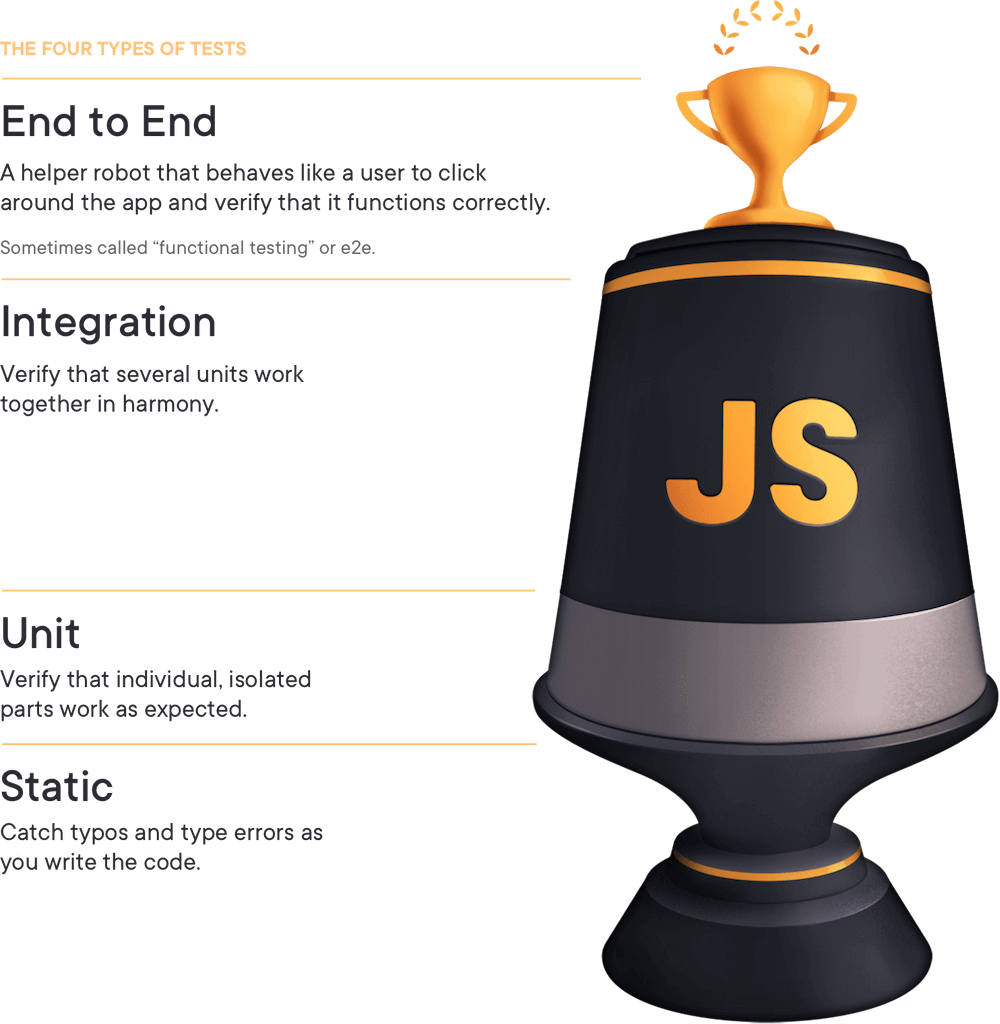 THE FOUR TYPES OF TESTS
End to End
A helper robot that behaves like a user to click
around the app and verify that it functions correctly.
Sometimes called “functional testing” or e2e.
Integration
Verify that several units work
together in harmony.
JS
Unit
Verify that individual, isolated
parts work as expected.
Static
Catch typos and type errors as
you write the code.